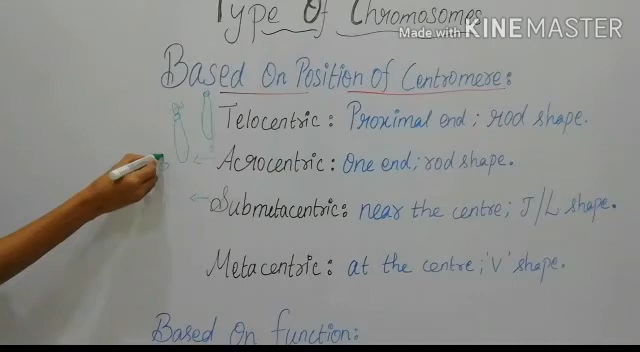 Type Of Chromosomes
Made with KINEMASTER
Based On Position Of Centromere:
Telocentric: Proximal end; rod shape.
Acrocentric: One end; rod shape.
Submetacentric: near the centre; J/L shape.
Metacentric: at the centre; 'V' shape.
Based On function: